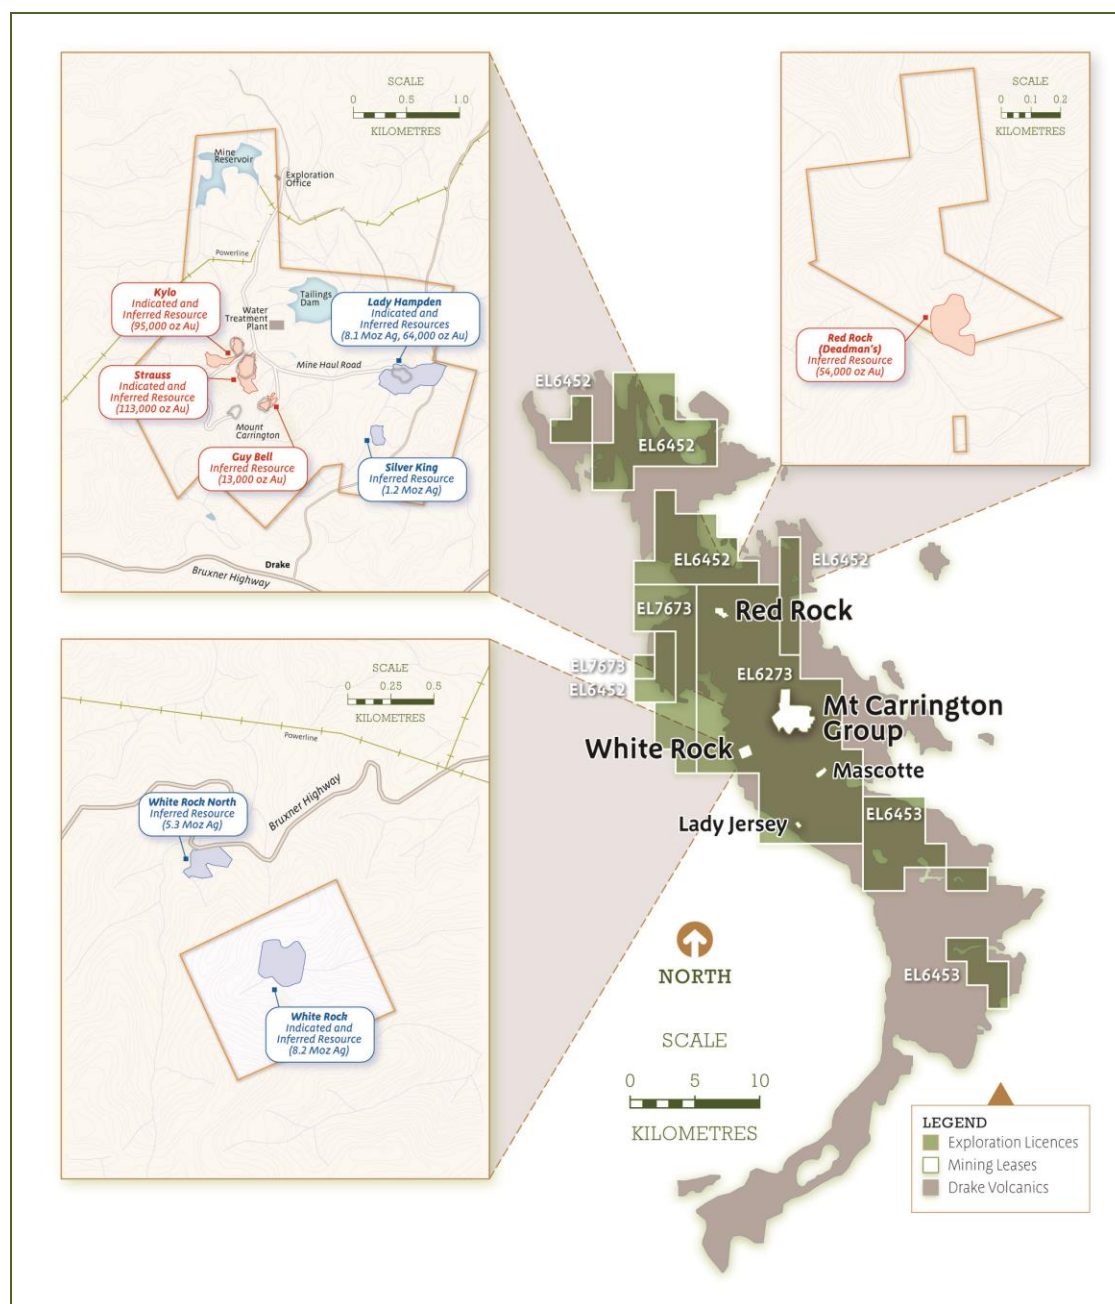 SCALE
0 0.5 1.0
KILOMETRES
Mine
Reservoir
Exploration
Office
Powerline
Kylo
Indicated and
Inferred Resource
(95,000 oz Au)
Tailings
Dam
Water
Treatment
Plant
Lady Hampden
Indicated and
Inferred Resources
(8.1 Moz Ag, 64,000 oz Au)
Mine Haul Road
Strauss
Indicated and
Inferred Resource
(113,000 oz Au)
Mount
Carrington
Guy Bell
Inferred Resource
(13,000 oz Au)
Silver King
Inferred Resource
(1.2 Moz Ag)
Drake
Bruxner Highway
SCALE
0 0.1 0.2
KILOMETRES
Red Rock
(Deadman's)
Inferred Resource
(54,000 oz Au)
SCALE
0 0.25 0.5
KILOMETRES
Powerline
Bruxner Highway
White Rock North
Inferred Resource
(5.3 Moz Ag)
White Rock
Indicated and
Inferred Resource
(8.2 Moz Ag)
EL6452
EL6452
EL6452
EL6452
EL7673
Red Rock
EL7673
EL6452
EL6273
Mt Carrington
Group
White Rock
Mascotte
Lady Jersey
EL6453
EL6453
NORTH
SCALE
0 5 10
KILOMETRES
LEGEND
Exploration Licences
Mining Leases
Drake Volcanics